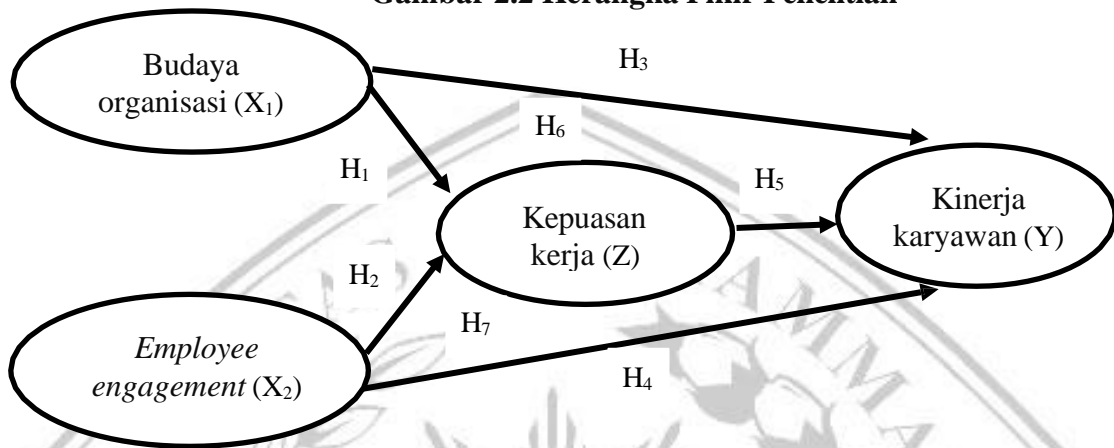 Gambar 2.2 Kerangka Pikir Penelitian
Budaya
organisasi (X₁)
H₃
H₆
H₁
H₅
Kepuasan
kerja (Z)
Kinerja
karyawan (Y)
H₂
H₇
Employee
engagement (X₂)
H₄